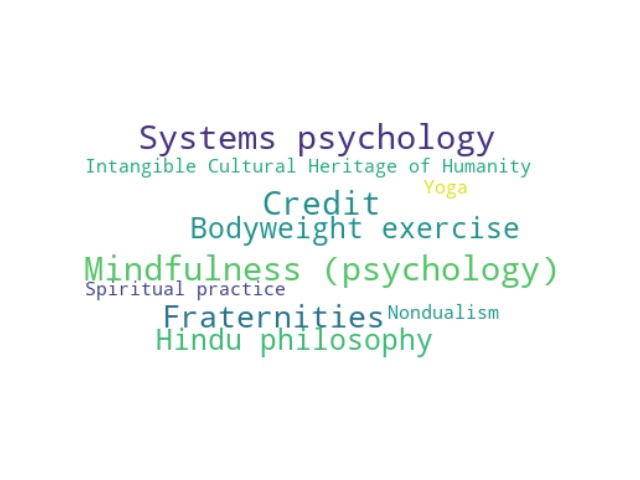 Systems psychology
Intangible Cultural Heritage of Humanity
Yoga
Credit
Bodyweight exercise
Mindfulness (psychology)
Spiritual practice
Fraternities
Nondualism
Hindu philosophy